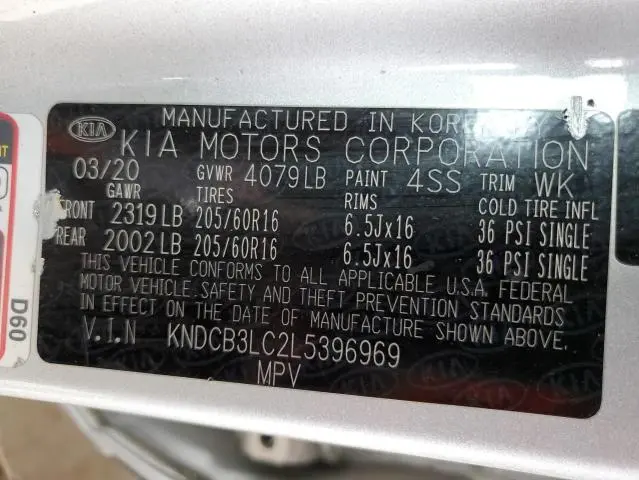 MANUFACTURED IN KOREA BY
KIA KIA MOTORS CORPORATION
03/20 GVWR 4079LB PAINT 4SS TRIM WK
GAWR TIRES RIMS COLD TIRE INFL
FRONT 2319LB 205/60R16 6.5Jx16 36 PSI SINGLE
REAR 2002LB 205/60R16 6.5Jx16 36 PSI SINGLE
THIS VEHICLE CONFORMS TO ALL APPLICABLE U.S.A. FEDERAL
MOTOR VEHICLE SAFETY AND THEFT PREVENTION STANDARDS
IN EFFECT ON THE DATE OF MANUFACTURE SHOWN ABOVE.
V.I.N KNDCB3LC2L5396969
MPV
D60